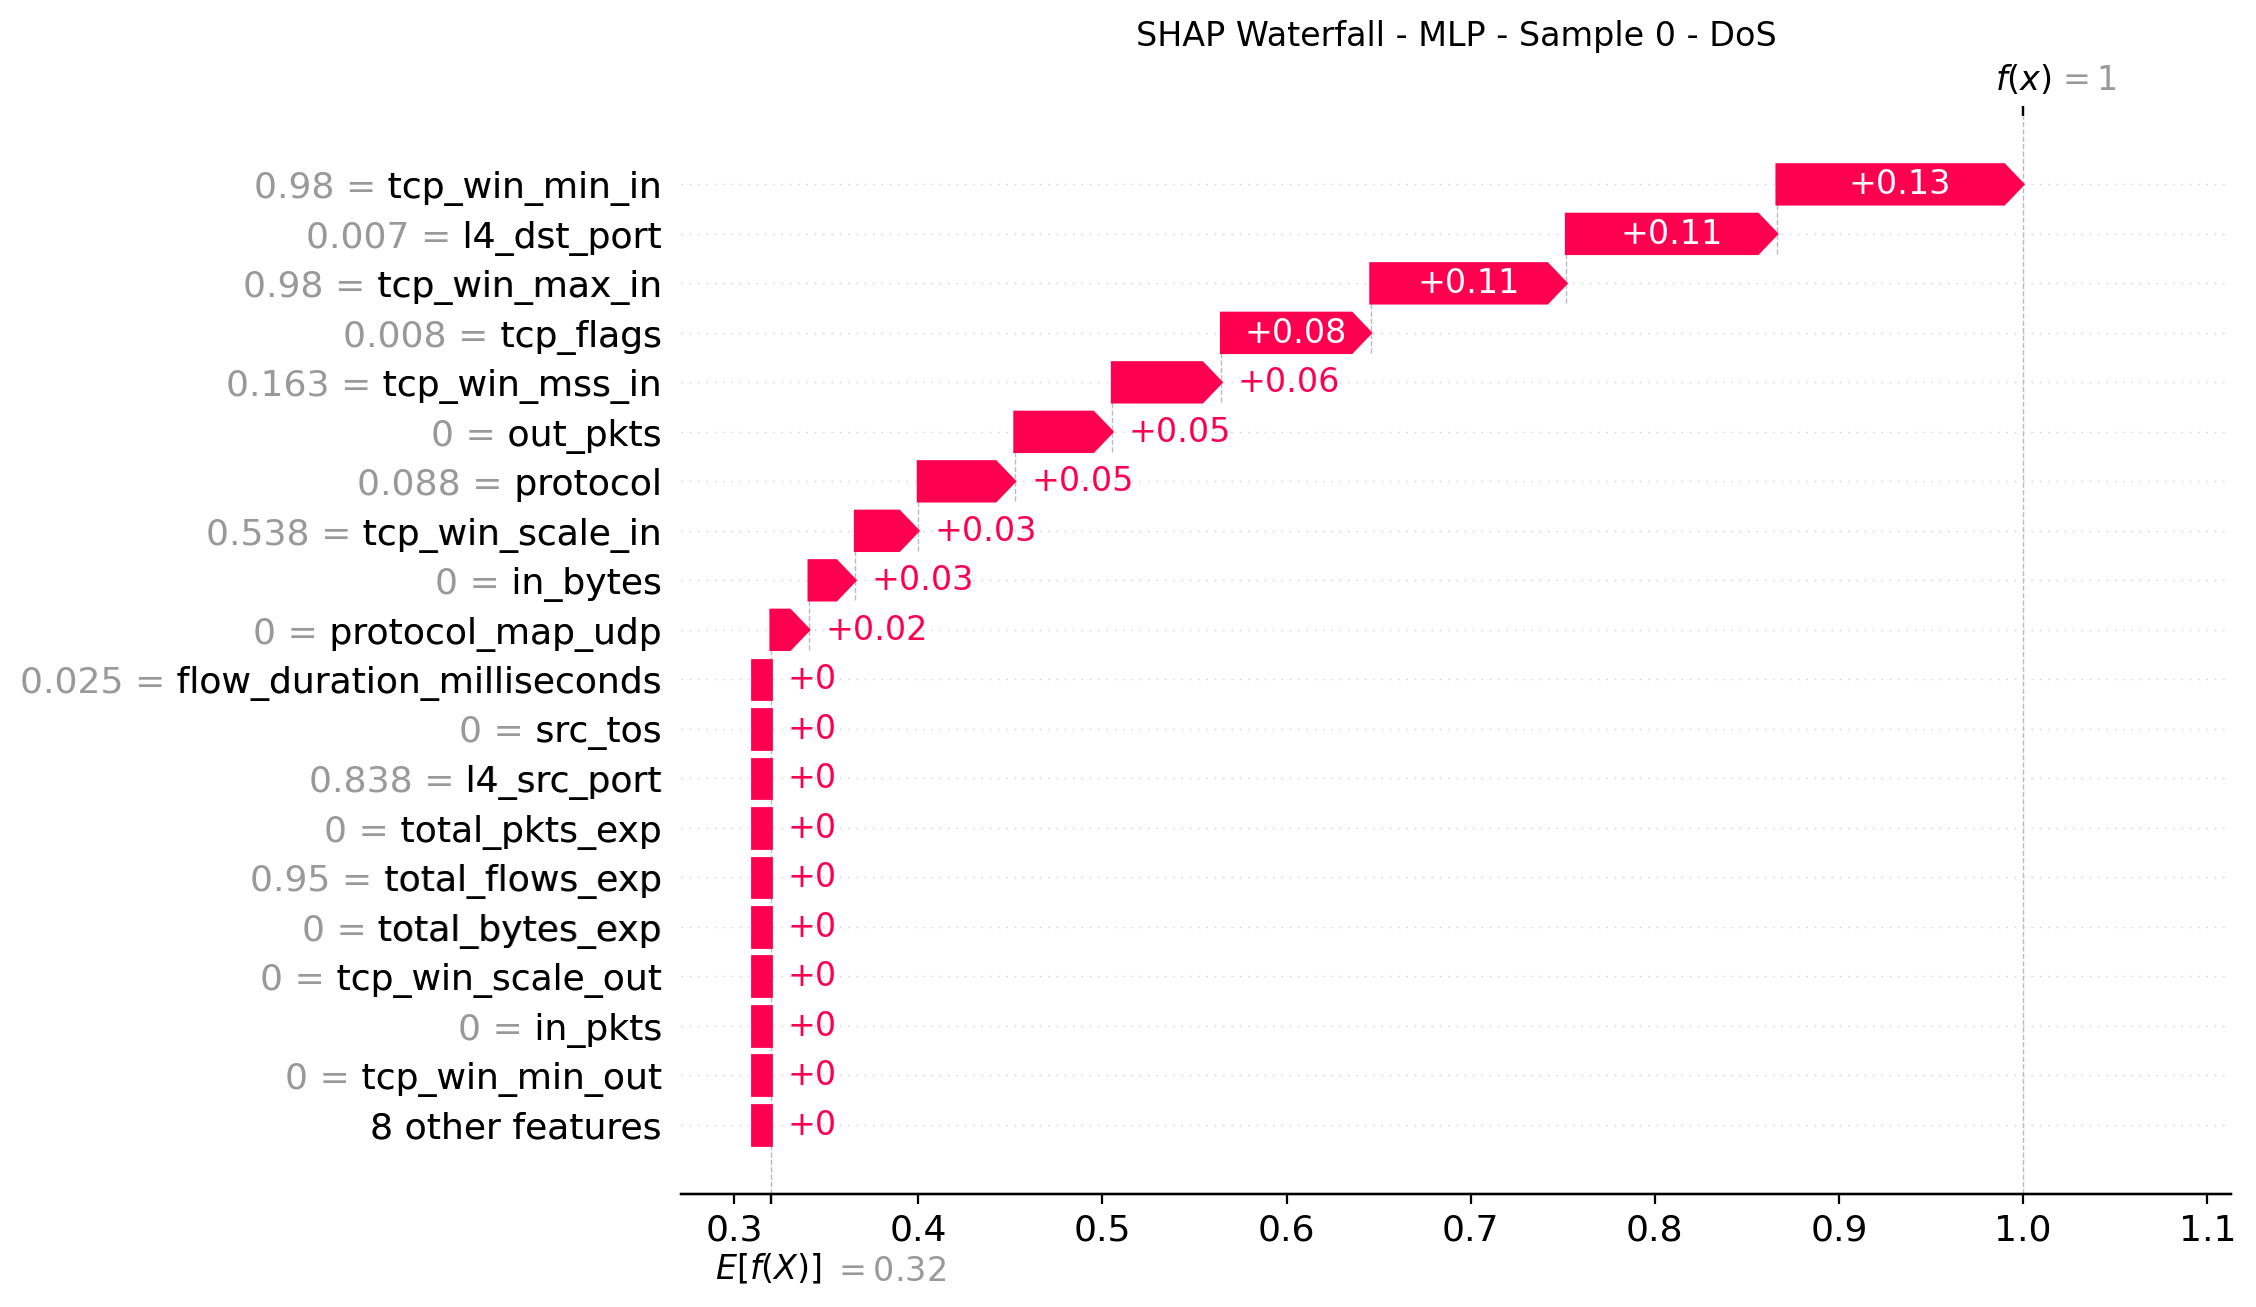 SHAP Waterfall - MLP - Sample 0 - DoS
f(x) = 1
0.98 = tcp_win_min_in +0.13
0.007 = l4_dst_port +0.11
0.98 = tcp_win_max_in +0.11
0.008 = tcp_flags +0.08
0.163 = tcp_win_mss_in +0.06
0 = out_pkts +0.05
0.088 = protocol +0.05
0.538 = tcp_win_scale_in +0.03
0 = in_bytes +0.03
0 = protocol_map_udp +0.02
0.025 = flow_duration_milliseconds +0
0 = src_tos +0
0.838 = l4_src_port +0
0 = total_pkts_exp +0
0.95 = total_flows_exp +0
0 = total_bytes_exp +0
0 = tcp_win_scale_out +0
0 = in_pkts +0
0 = tcp_win_min_out +0
8 other features +0
0.3 0.4 0.5 0.6 0.7 0.8 0.9 1.0 1.1
E[f(X)] = 0.32